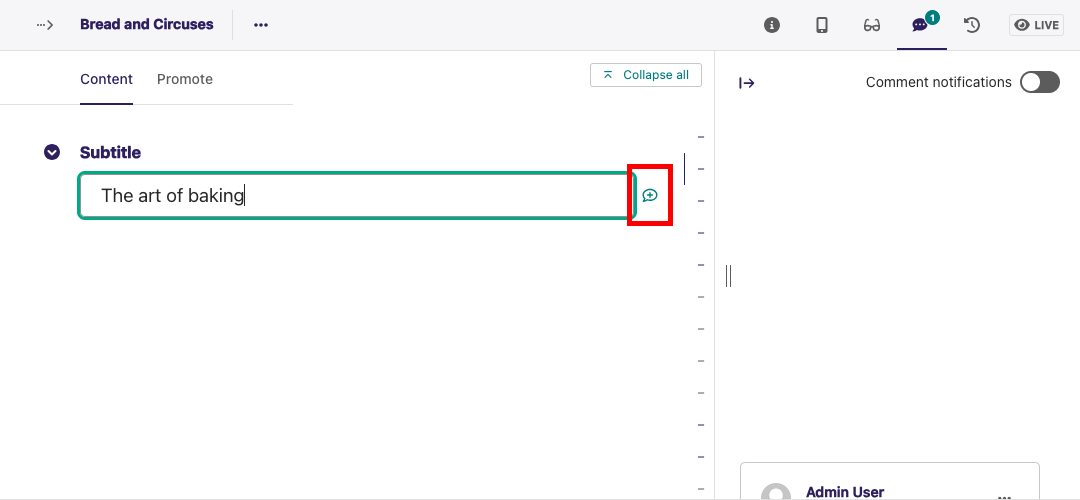 Bread and Circuses
1
LIVE
Content
Promote
Collapse all
Comment notifications
Subtitle
The art of baking
Admin User